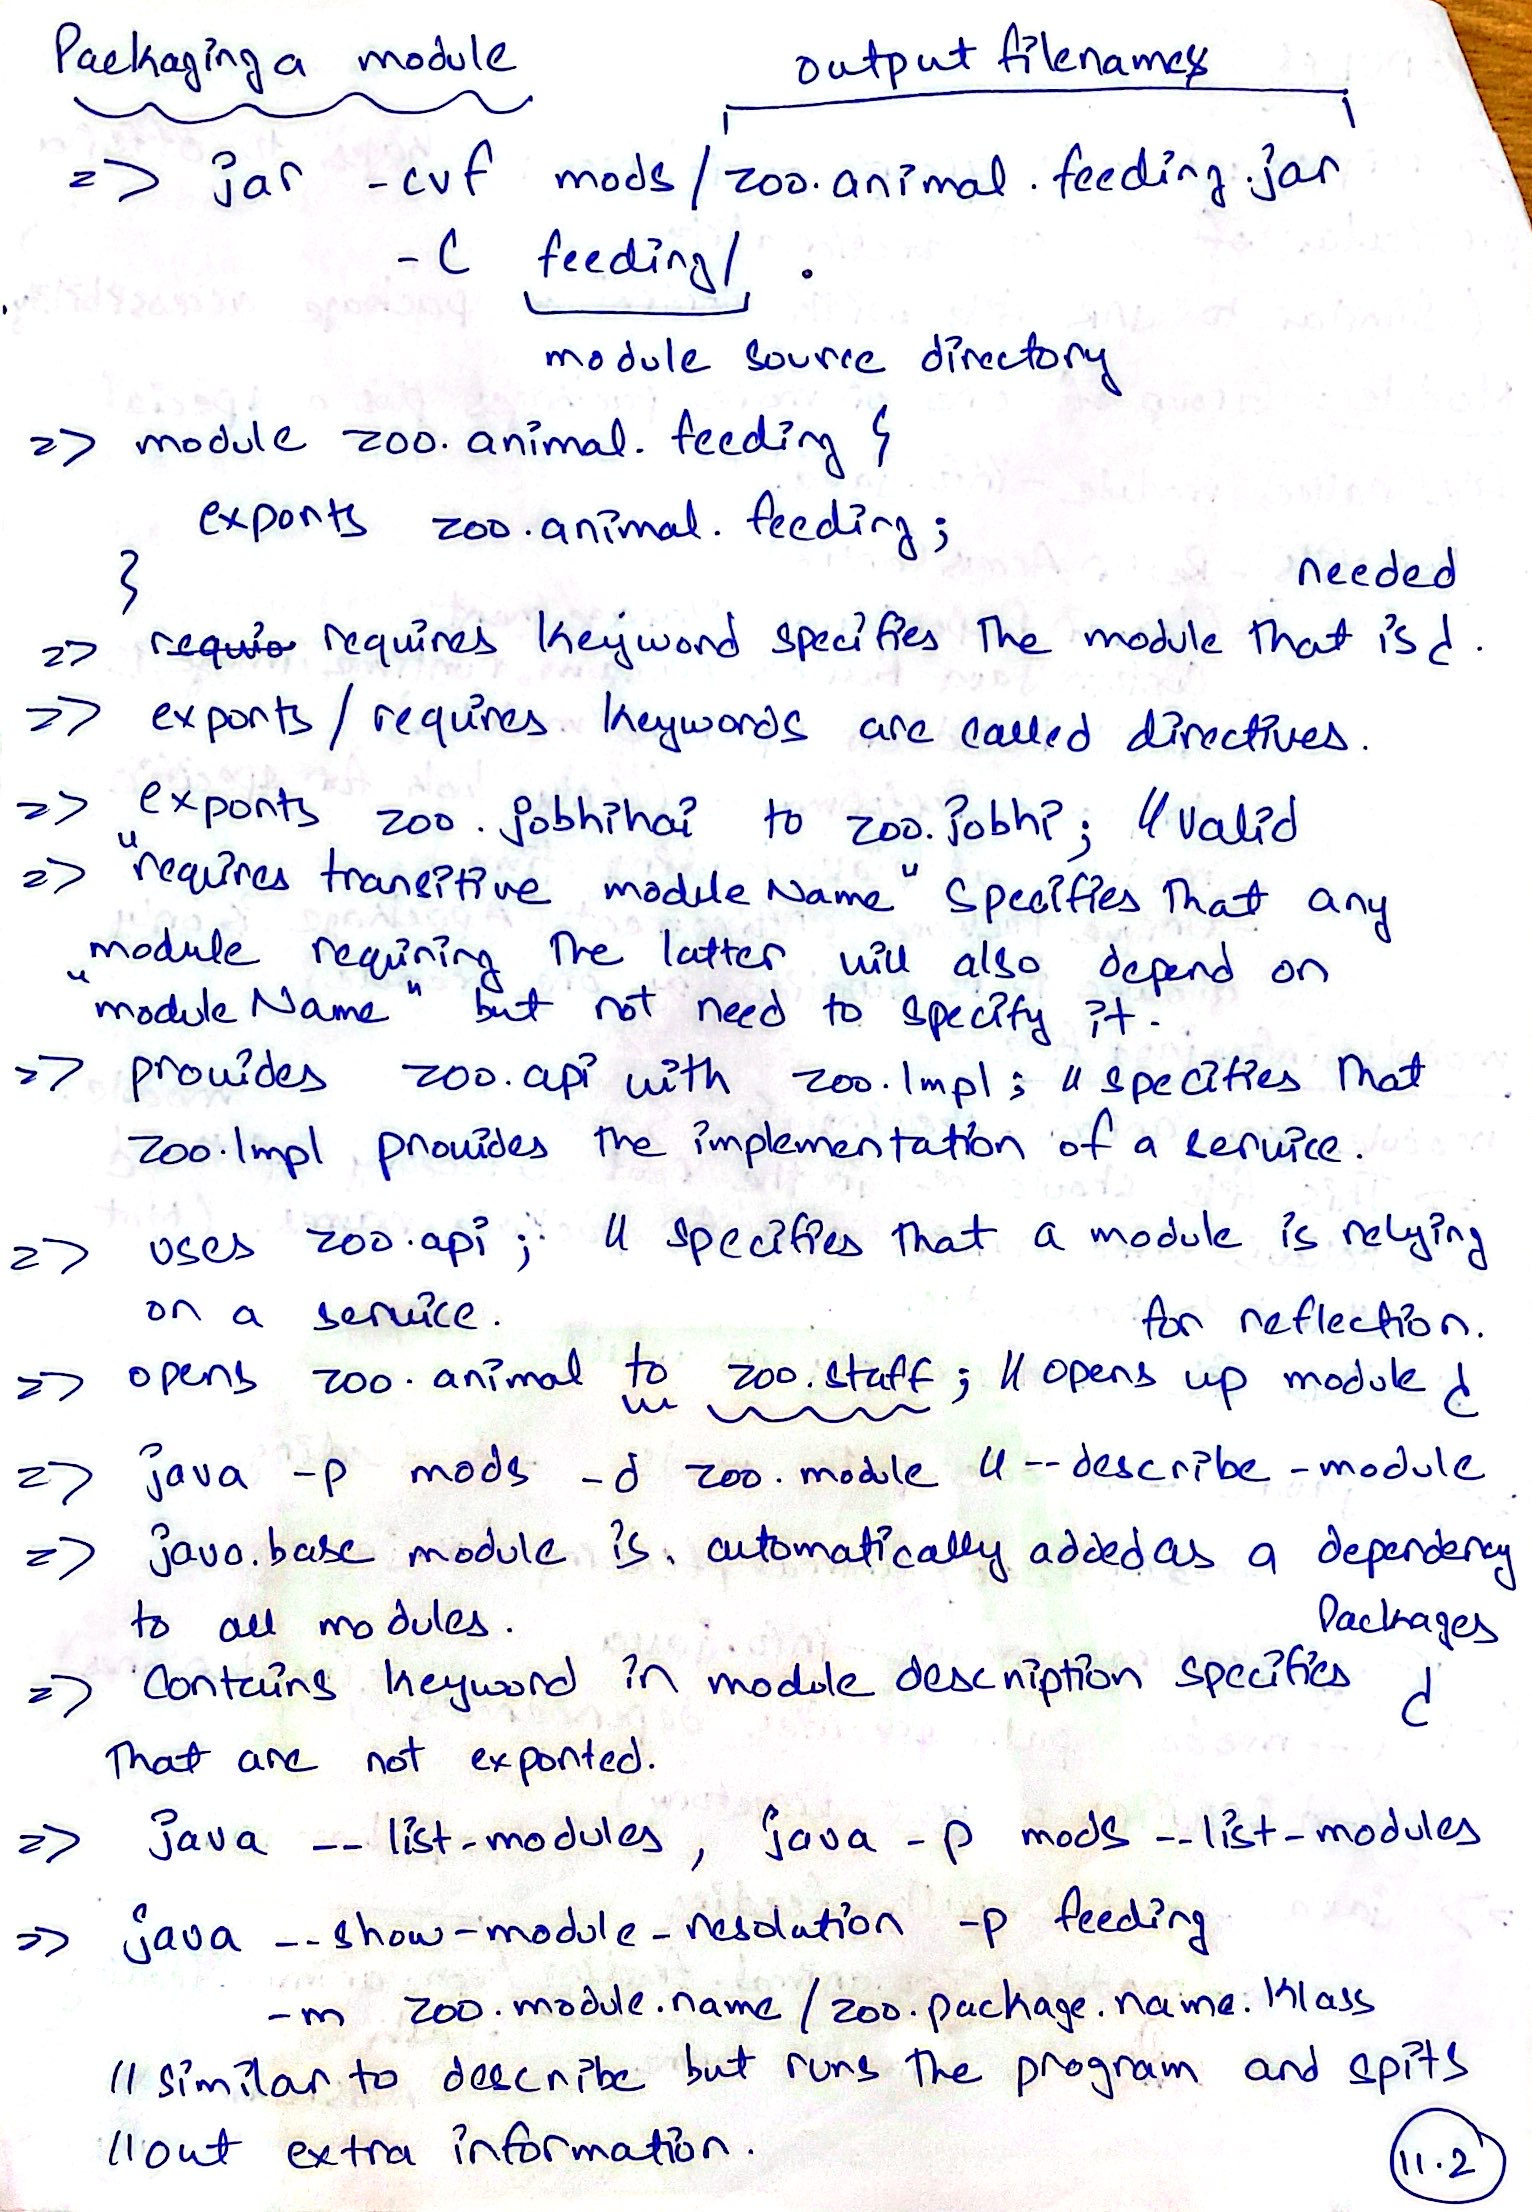 Packaging a module
output filenames
=> jar -cvf mods/zoo.animal.feeding.jar
-C feeding/ .
module source directory
=> module zoo.animal.feeding {
exports zoo.animal.feeding;
}
needed
=> requires keyword specifies the module that is .
=> exports/requires keywords are called directives.
=> exports zoo.jobhihai to zoo.jobhi; // valid
=> "requires transitive moduleName" specifies that any
module requiring the latter will also depend on
"moduleName" but not need to specify it.
=> provides zoo.api with zoo.Impl; // specifies that
zoo.Impl provides the implementation of a service.
=> uses zoo.api; // specifies that a module is relying
on a service.
for reflection.
=> opens zoo.animal to zoo.staff; // opens up module
=> java -p mods -d zoo.module // --describe-module
=> java.base module is automatically added as a dependency
to all modules.
Packages
=> Contains keyword in module description specifies
that are not exported.
=> java --list-modules, java -p mods --list-modules
=> java --show-module-resolution -p feeding
-m zoo.module.name/zoo.package.name.Klass
// similar to describe but runs the program and spits
// out extra information.
11.2